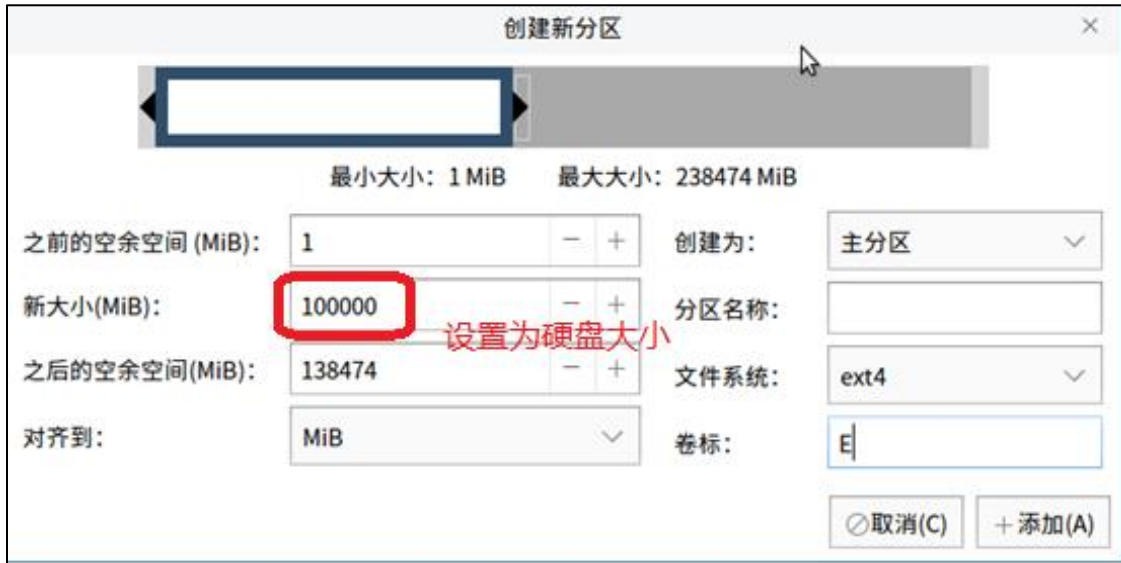 创建新分区
最小大小：1 MiB 最大大小：238474 MiB
之前的空余空间 (MiB)： 1 创建为： 主分区
新大小(MiB)： 100000 分区名称：
设置为硬盘大小
之后的空余空间(MiB)： 138474 文件系统： ext4
对齐到： MiB 卷标： E
取消(C) 添加(A)